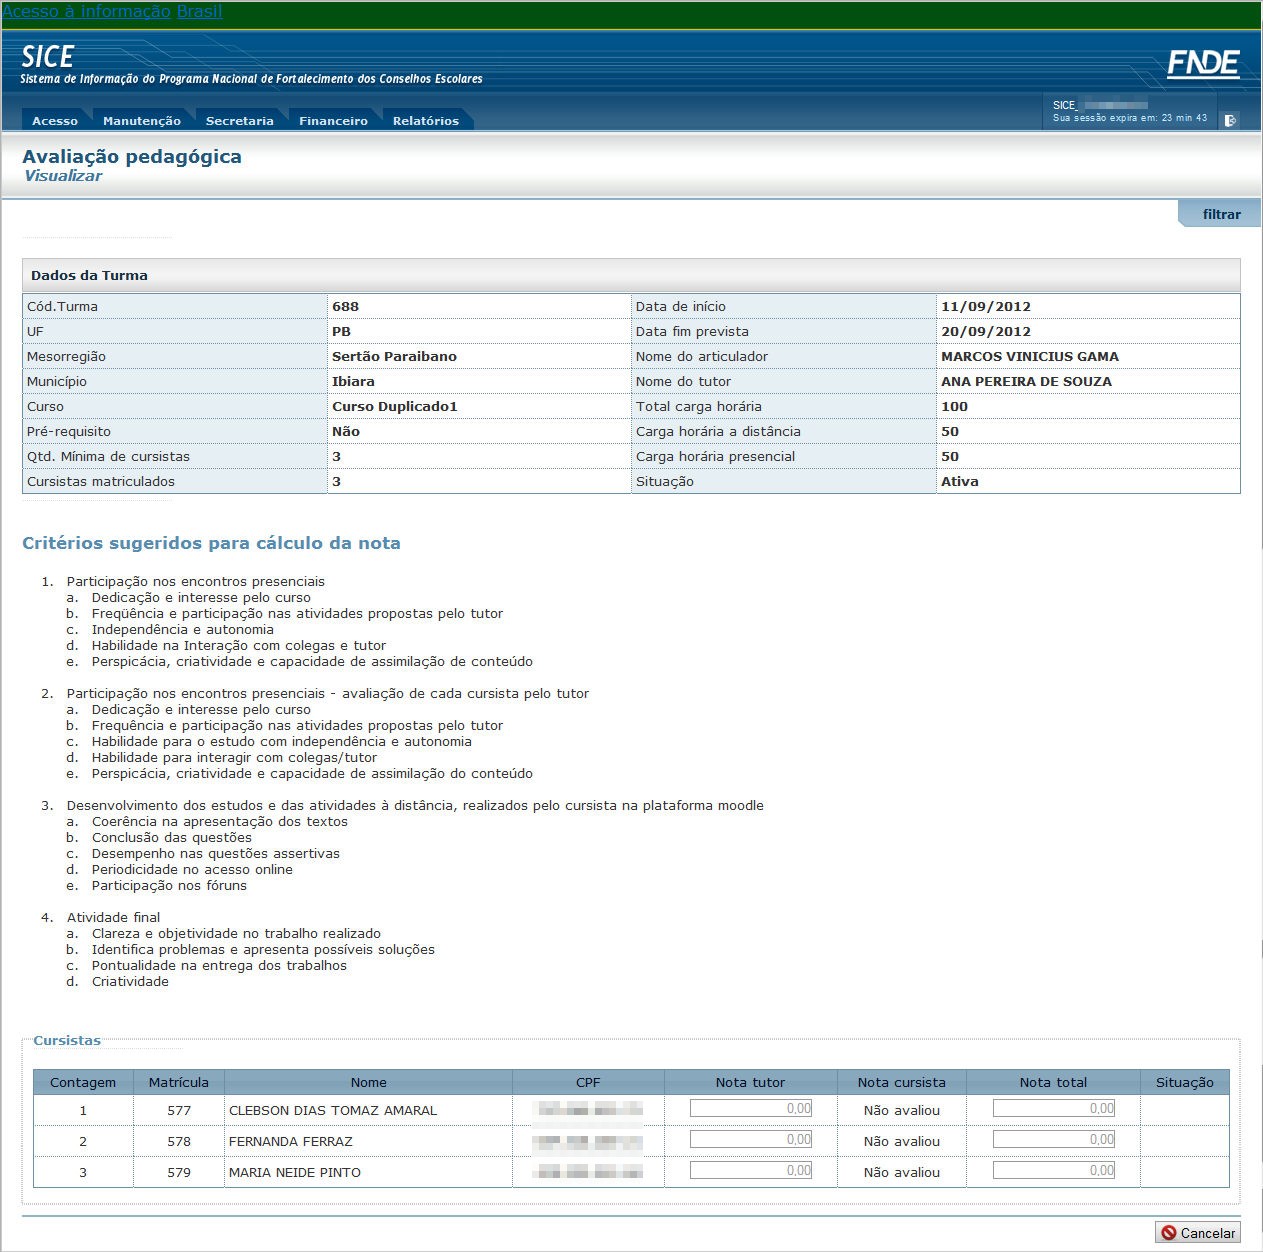 Acesso à informação Brasil
SICE
Sistema de Informação do Programa Nacional de Fortalecimento dos Conselhos Escolares
FNDE
SICE_
Sua sessão expira em: 23 min 43
Acesso Manutenção Secretaria Financeiro Relatórios
Avaliação pedagógica
Visualizar
filtrar
Dados da Turma
Cód.Turma 688 Data de início 11/09/2012
UF PB Data fim prevista 20/09/2012
Mesorregião Sertão Paraibano Nome do articulador MARCOS VINICIUS GAMA
Município Ibiara Nome do tutor ANA PEREIRA DE SOUZA
Curso Curso Duplicado1 Total carga horária 100
Pré-requisito Não Carga horária a distância 50
Qtd. Mínima de cursistas 3 Carga horária presencial 50
Cursistas matriculados 3 Situação Ativa
Critérios sugeridos para cálculo da nota
1. Participação nos encontros presenciais
a. Dedicação e interesse pelo curso
b. Freqüência e participação nas atividades propostas pelo tutor
c. Independência e autonomia
d. Habilidade na Interação com colegas e tutor
e. Perspicácia, criatividade e capacidade de assimilação de conteúdo
2. Participação nos encontros presenciais - avaliação de cada cursista pelo tutor
a. Dedicação e interesse pelo curso
b. Frequência e participação nas atividades propostas pelo tutor
c. Habilidade para o estudo com independência e autonomia
d. Habilidade para interagir com colegas/tutor
e. Perspicácia, criatividade e capacidade de assimilação do conteúdo
3. Desenvolvimento dos estudos e das atividades à distância, realizados pelo cursista na plataforma moodle
a. Coerência na apresentação dos textos
b. Conclusão das questões
c. Desempenho nas questões assertivas
d. Periodicidade no acesso online
e. Participação nos fóruns
4. Atividade final
a. Clareza e objetividade no trabalho realizado
b. Identifica problemas e apresenta possíveis soluções
c. Pontualidade na entrega dos trabalhos
d. Criatividade
Cursistas
Contagem Matrícula Nome CPF Nota tutor Nota cursista Nota total Situação
1 577 CLEBSON DIAS TOMAZ AMARAL 0,00 Não avaliou 0,00
2 578 FERNANDA FERRAZ 0,00 Não avaliou 0,00
3 579 MARIA NEIDE PINTO 0,00 Não avaliou 0,00
Cancelar